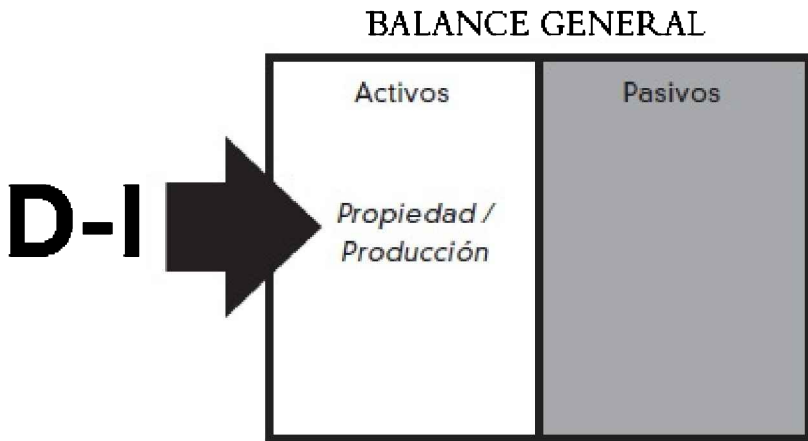 BALANCE GENERAL
Activos
Pasivos
D-I
Propiedad /
Producción